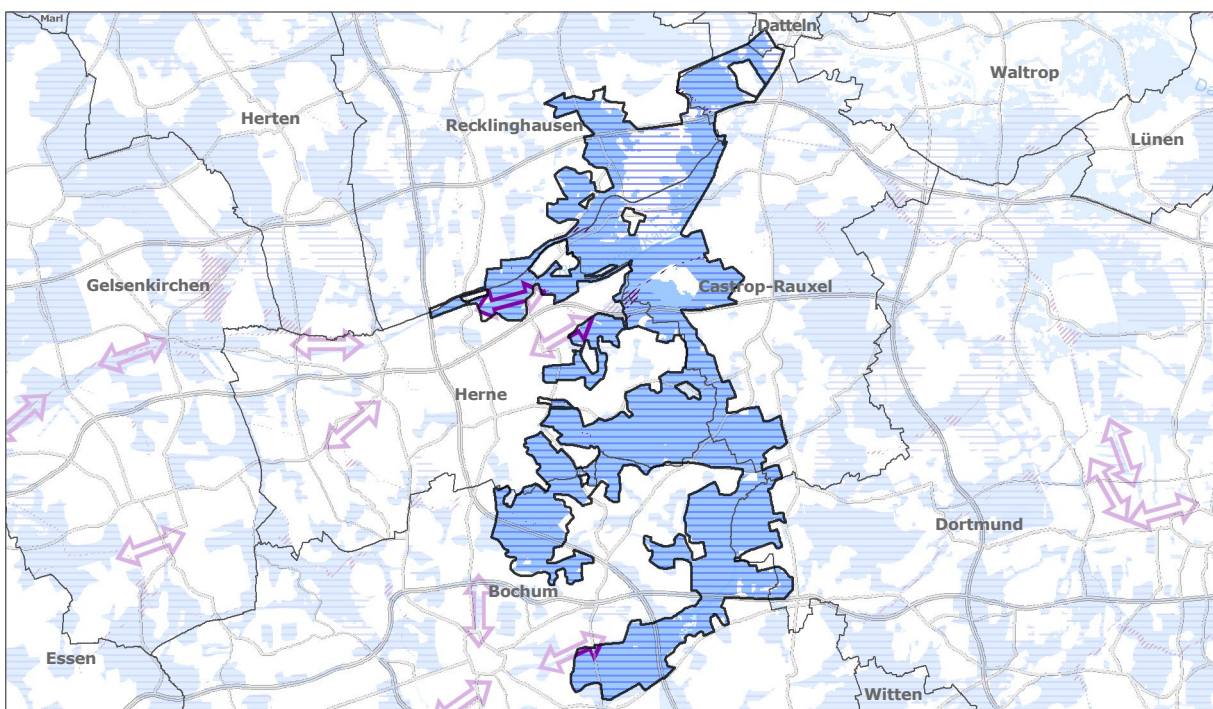 Marl
Datteln
Waltrop
Herten
Recklinghausen
Lünen
Gelsenkirchen
Castrop-Rauxel
Herne
Dortmund
Bochum
Essen
Witten